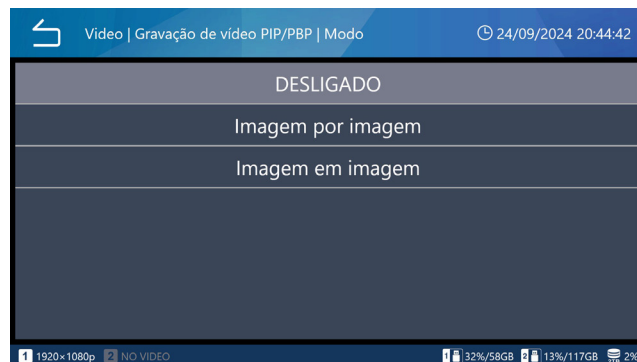 Video | Gravação de vídeo PIP/PBP | Modo 24/09/2024 20:44:42
DESLIGADO
Imagem por imagem
Imagem em imagem
1 1920×1080p 2 NO VIDEO 1 32%/58GB 2 13%/117GB 2TB 2%